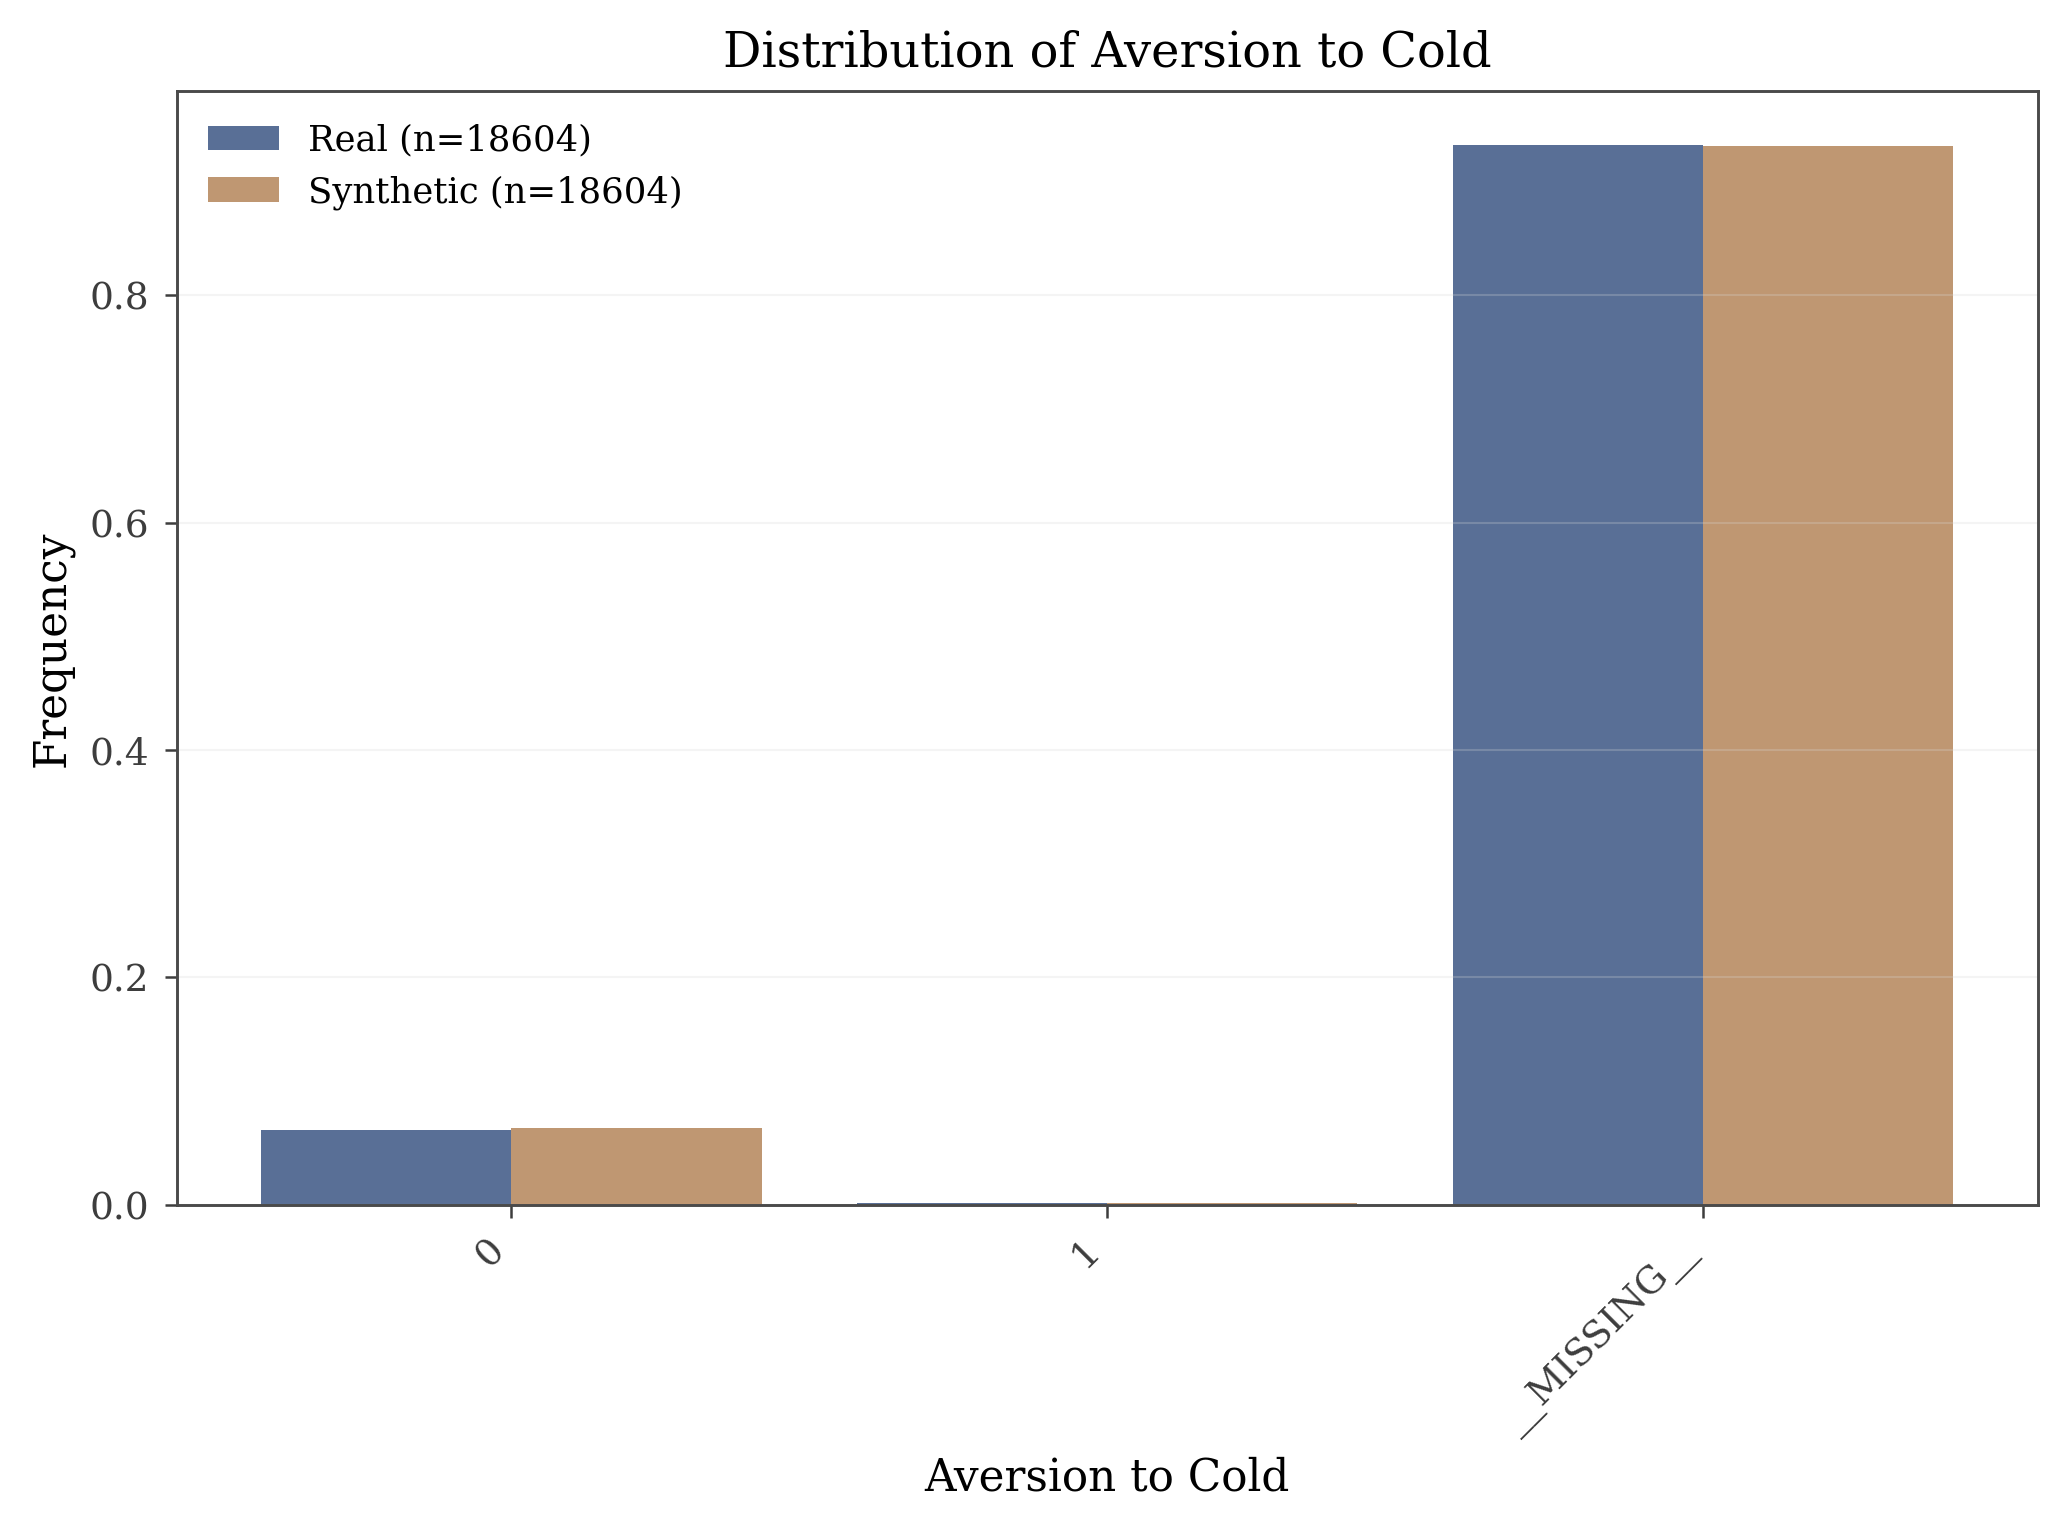 Distribution of Aversion to Cold
Real (n=18604)
Synthetic (n=18604)
Frequency
0.8
0.6
0.4
0.2
0.0
0
1
__MISSING__
Aversion to Cold